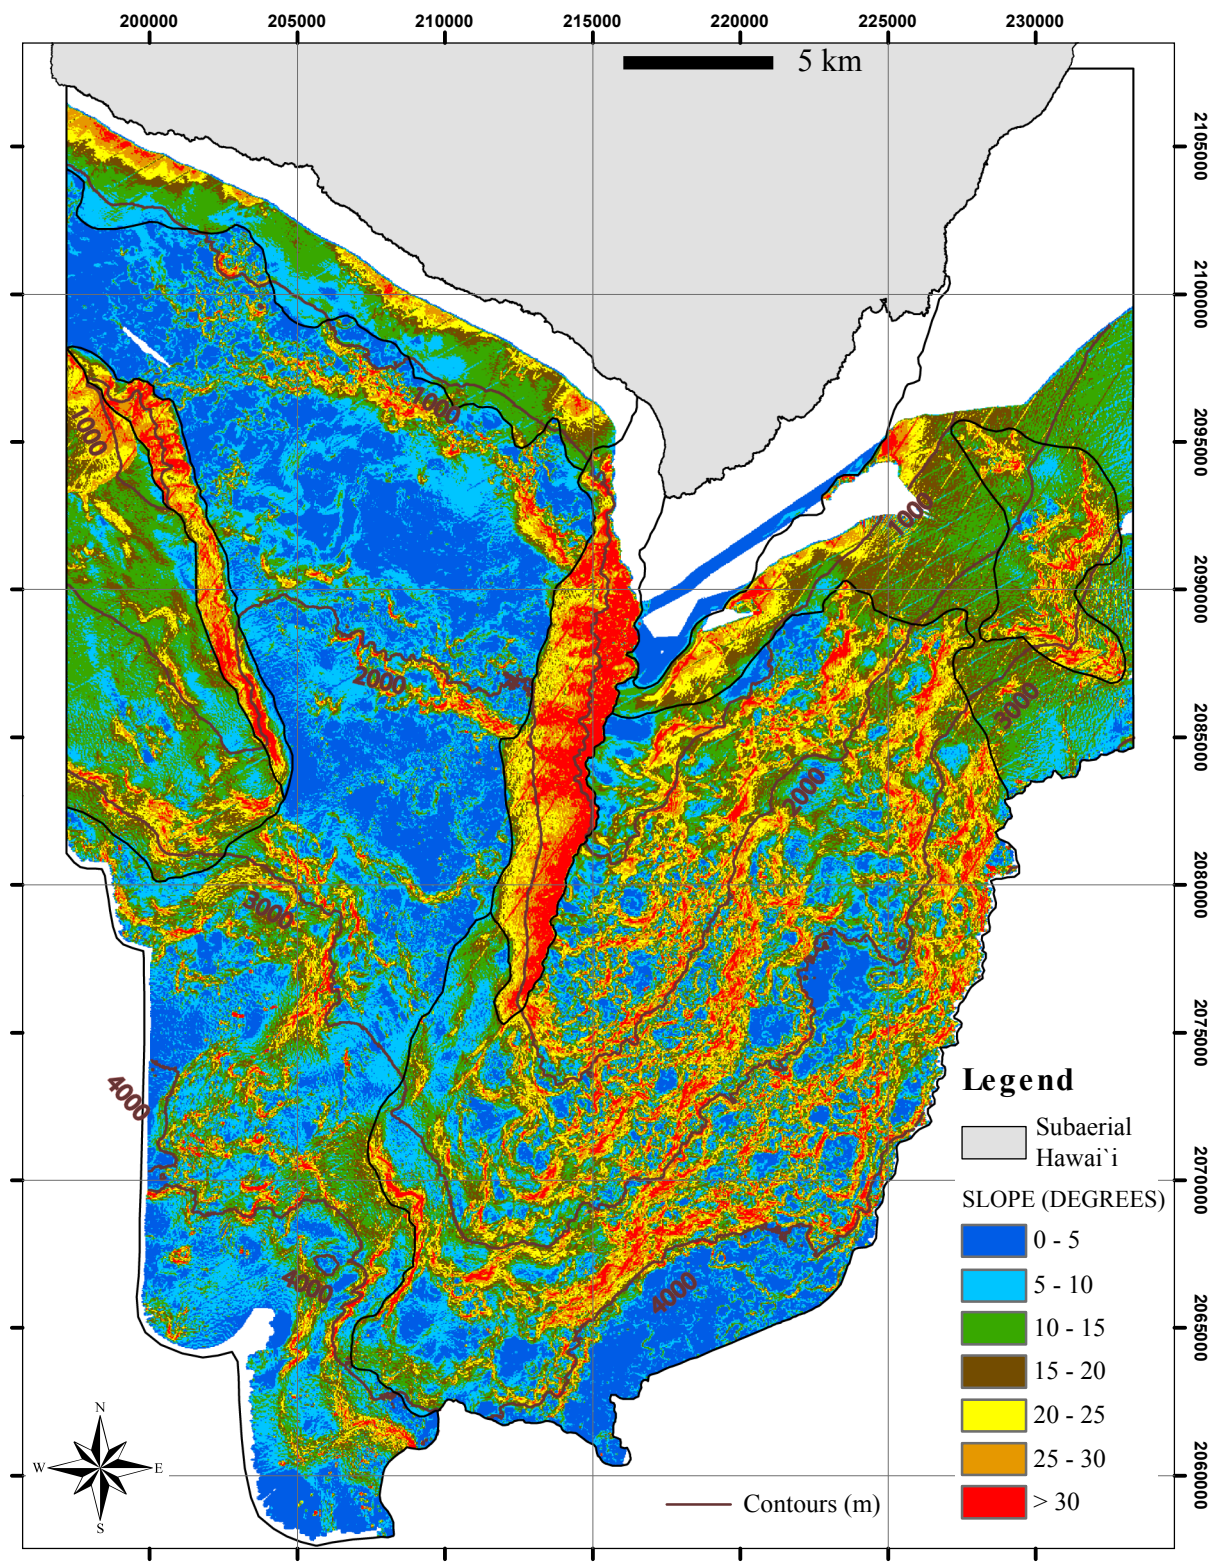 200000 205000 210000 215000 220000 225000 230000
5 km
2105000
2100000
2095000
2090000
2085000
2080000
2075000
2070000
2065000
2060000
1000
1000
1000
2000
3000
2000
3000
4000
4000
4000
Legend
Subaerial
Hawai`i
SLOPE (DEGREES)
0 - 5
5 - 10
10 - 15
15 - 20
20 - 25
25 - 30
> 30
Contours (m)
N
W E
S